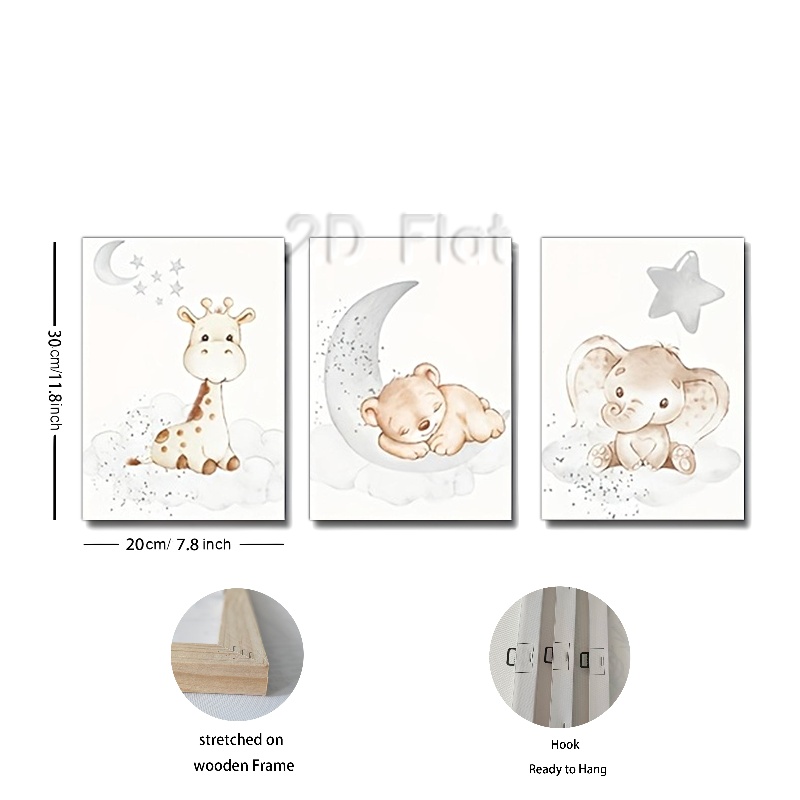 2D Flat
30cm/11.8inch
20cm/ 7.8 inch
stretched on
wooden Frame
Hook
Ready to Hang